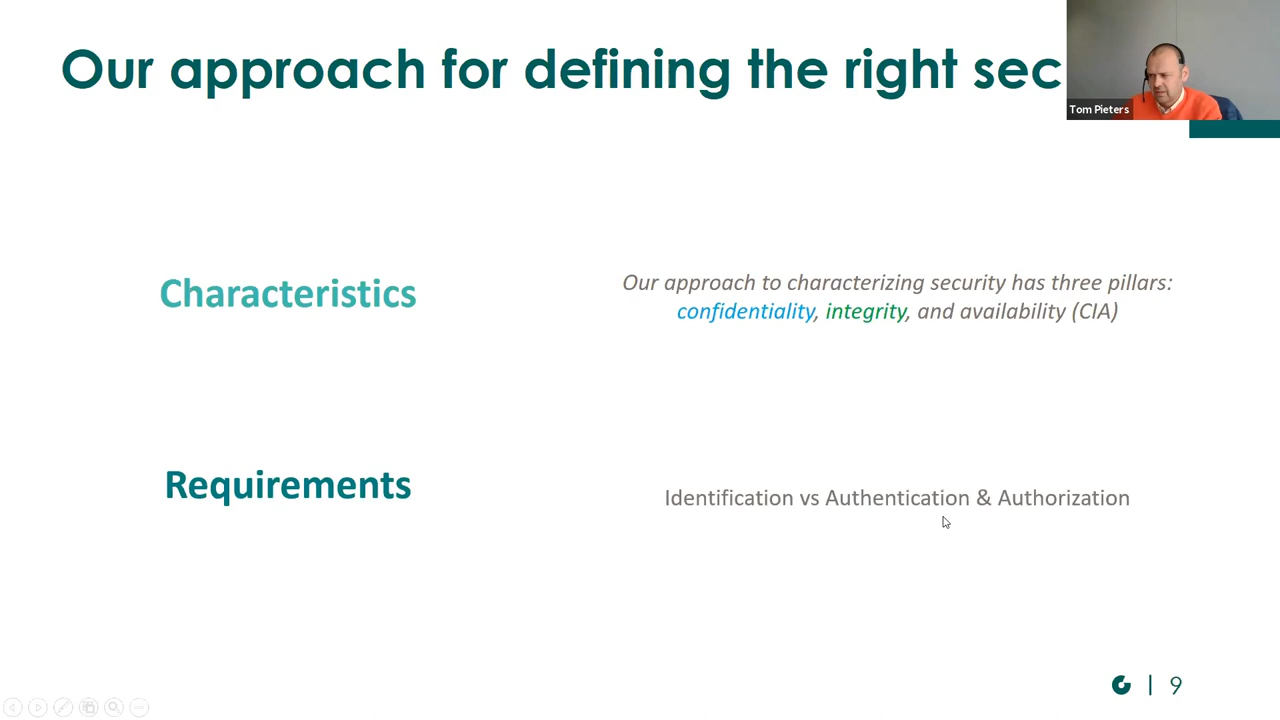 Our approach for defining the right sec
Tom Pieters
Characteristics
Our approach to characterizing security has three pillars:
confidentiality, integrity, and availability (CIA)
Requirements
Identification vs Authentication & Authorization
| 9